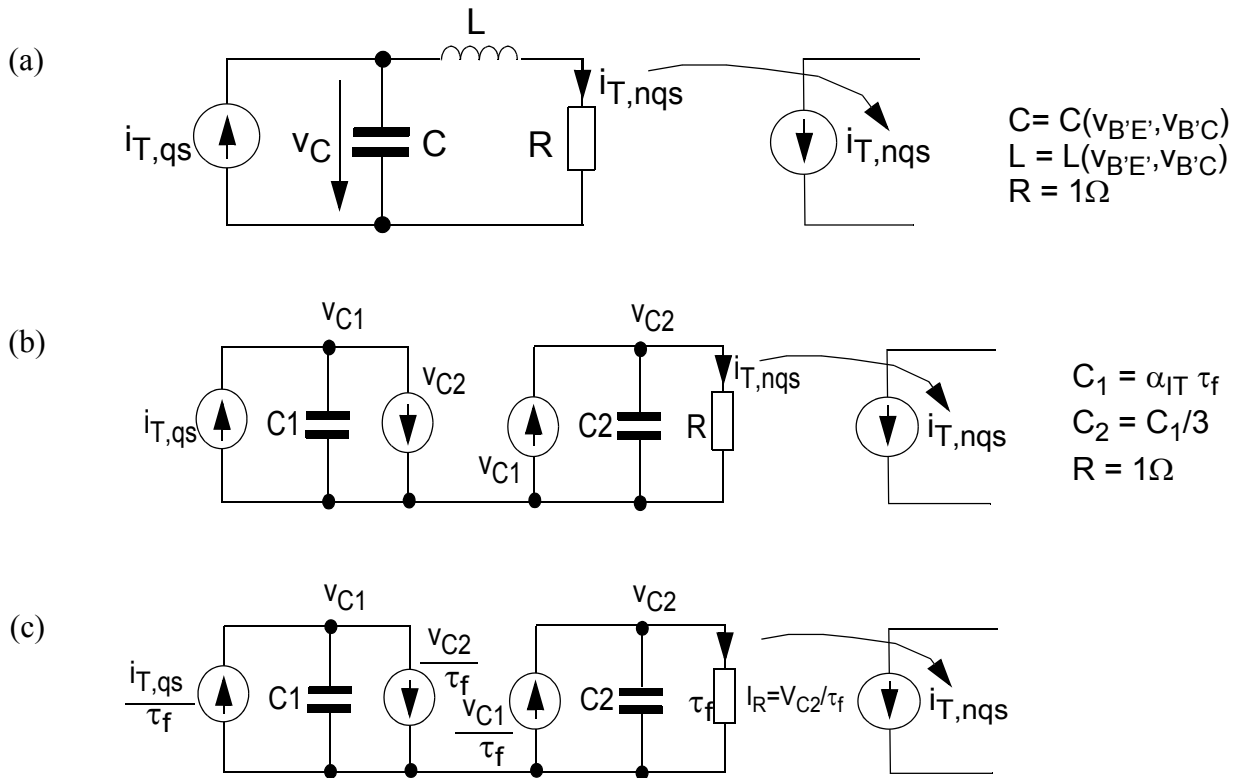 (a)
L
i_T,qs
v_C
C
R
i_T,nqs
i_T,nqs
C= C(v_B'E',v_B'C)
L = L(v_B'E',v_B'C)
R = 1Ω
(b)
v_C1
v_C2
i_T,qs
C1
v_C2
v_C1
C2
R
i_T,nqs
i_T,nqs
C_1 = α_IT τ_f
C_2 = C_1/3
R = 1Ω
(c)
v_C1
v_C2
i_T,qs
τ_f
C1
v_C2
τ_f
v_C1
τ_f
C2
τ_f
I_R=V_C2/τ_f
i_T,nqs